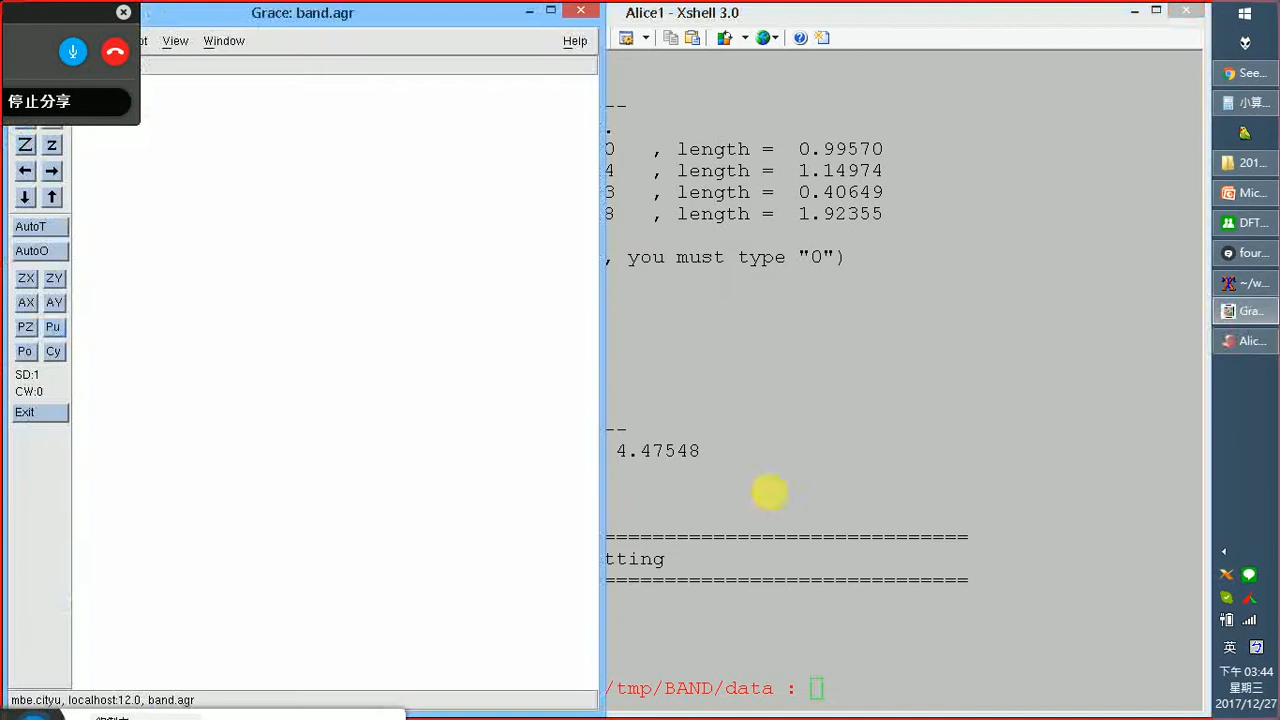 Grace: band.agr
停止分享
View Window Help
Z z
AutoT
AutoO
ZX ZY
AX AY
PZ Pu
Po Cy
SD:1
CW:0
Exit
mbe.cityu, localhost:12.0, band.agr
Alice1 - Xshell 3.0
--
.
0 , length = 0.99570
4 , length = 1.14974
3 , length = 0.40649
8 , length = 1.92355
, you must type "0")
--
4.47548
==============================
tting
==============================
/tmp/BAND/data :
See...
小算...
201...
Mic...
DFT...
four...
~/w...
Gra...
Alic...
英
下午 03:44
星期三
2017/12/27